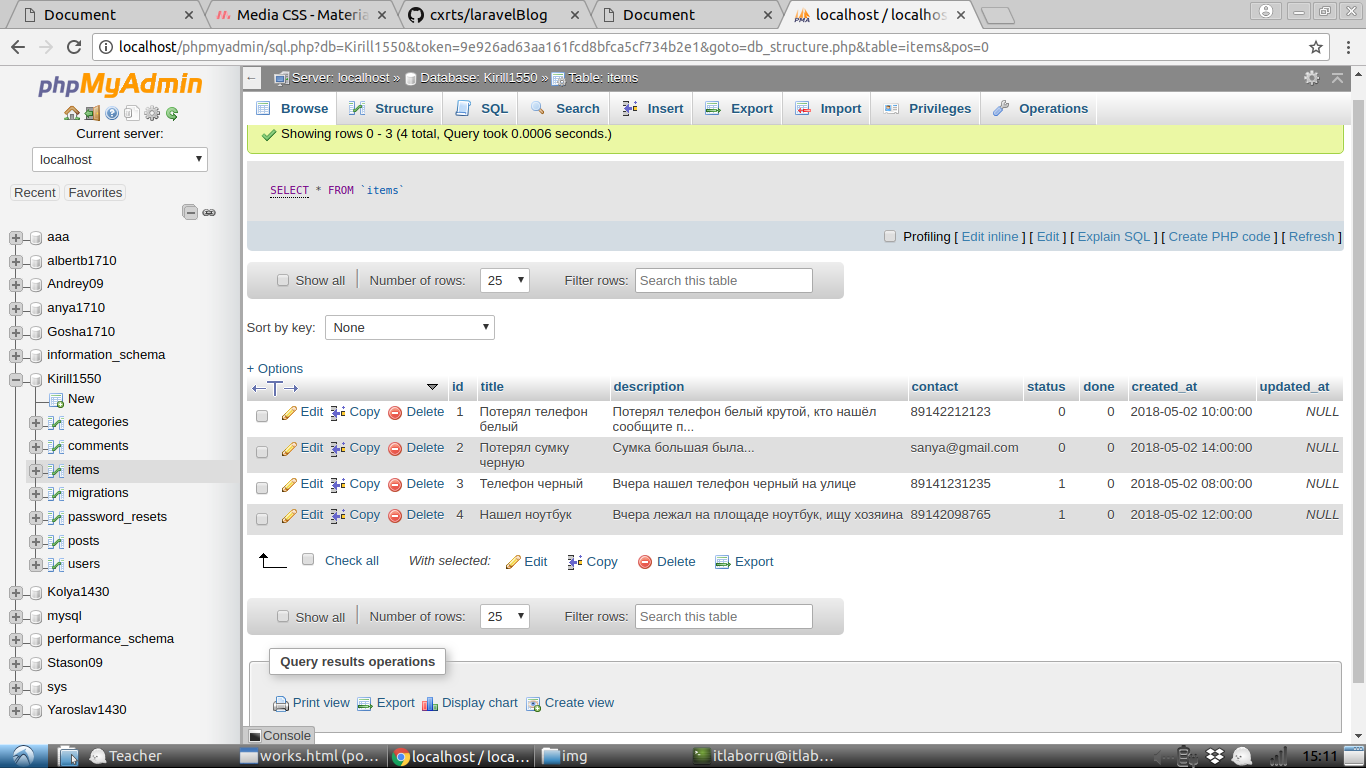 Document
Media CSS - Materia
cxrts/laravelBlog
Document
localhost / localhos
localhost/phpmyadmin/sql.php?db=Kirill1550&token=9e926ad63aa161fcd8bfca5cf734b2e1&goto=db_structure.php&table=items&pos=0
phpMyAdmin
Current server:
localhost
Recent Favorites
aaa
albertb1710
Andrey09
anya1710
Gosha1710
information_schema
Kirill1550
New
categories
comments
items
migrations
password_resets
posts
users
Kolya1430
mysql
performance_schema
Stason09
sys
Yaroslav1430
Server: localhost » Database: Kirill1550 » Table: items
Browse Structure SQL Search Insert Export Import Privileges Operations
Showing rows 0 - 3 (4 total, Query took 0.0006 seconds.)
SELECT * FROM `items`
Profiling [ Edit inline ] [ Edit ] [ Explain SQL ] [ Create PHP code ] [ Refresh ]
Show all Number of rows: 25 Filter rows: Search this table
Sort by key: None
+ Options
←T→ id title description contact status done created_at updated_at
Edit Copy Delete 1 Потерял телефон белый Потерял телефон белый крутой, кто нашёл сообщите п... 89142212123 0 0 2018-05-02 10:00:00 NULL
Edit Copy Delete 2 Потерял сумку черную Сумка большая была... sanya@gmail.com 0 0 2018-05-02 14:00:00 NULL
Edit Copy Delete 3 Телефон черный Вчера нашел телефон черный на улице 89141231235 1 0 2018-05-02 08:00:00 NULL
Edit Copy Delete 4 Нашел ноутбук Вчера лежал на площаде ноутбук, ищу хозяина 89142098765 1 0 2018-05-02 12:00:00 NULL
Check all With selected: Edit Copy Delete Export
Show all Number of rows: 25 Filter rows: Search this table
Query results operations
Print view Export Display chart Create view
Console
Teacher
works.html (po...
localhost / loca...
img
itlaborru@itlab...
15:11